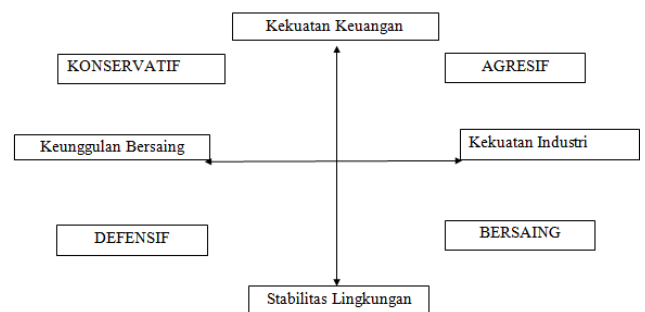 Kekuatan Keuangan
KONSERVATIF
AGRESIF
Keunggulan Bersaing
Kekuatan Industri
DEFENSIF
BERSAING
Stabilitas Lingkungan